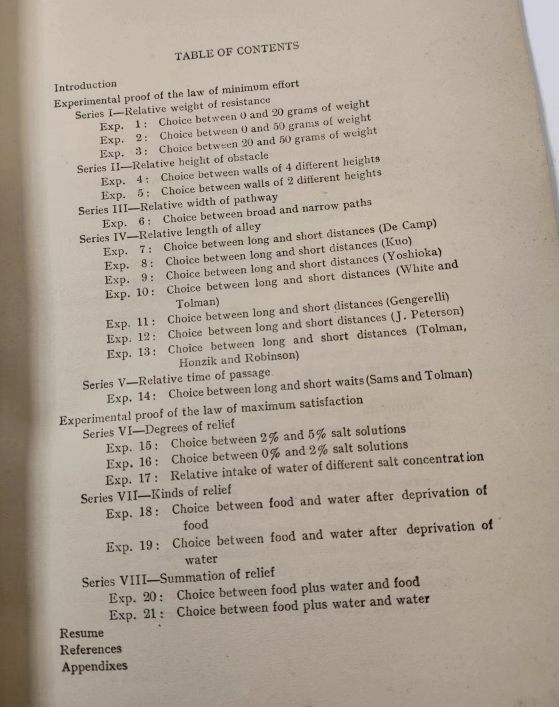 TABLE OF CONTENTS
Introduction
Experimental proof of the law of minimum effort
Series I—Relative weight of resistance
Exp. 1: Choice between 0 and 20 grams of weight
Exp. 2: Choice between 0 and 50 grams of weight
Exp. 3: Choice between 20 and 50 grams of weight
Series II—Relative height of obstacle
Exp. 4: Choice between walls of 4 different heights
Exp. 5: Choice between walls of 2 different heights
Series III—Relative width of pathway
Exp. 6: Choice between broad and narrow paths
Series IV—Relative length of alley
Exp. 7: Choice between long and short distances (De Camp)
Exp. 8: Choice between long and short distances (Kuo)
Exp. 9: Choice between long and short distances (Yoshioka)
Exp. 10: Choice between long and short distances (White and
Tolman)
Exp. 11: Choice between long and short distances (Gengerelli)
Exp. 12: Choice between long and short distances (J. Peterson)
Exp. 13: Choice between long and short distances (Tolman,
Honzik and Robinson)
Series V—Relative time of passage
Exp. 14: Choice between long and short waits (Sams and Tolman)
Experimental proof of the law of maximum satisfaction
Series VI—Degrees of relief
Exp. 15: Choice between 2% and 5% salt solutions
Exp. 16: Choice between 0% and 2% salt solutions
Exp. 17: Relative intake of water of different salt concentration
Series VII—Kinds of relief
Exp. 18: Choice between food and water after deprivation of
food
Exp. 19: Choice between food and water after deprivation of
water
Series VIII—Summation of relief
Exp. 20: Choice between food plus water and food
Exp. 21: Choice between food plus water and water
Resume
References
Appendixes